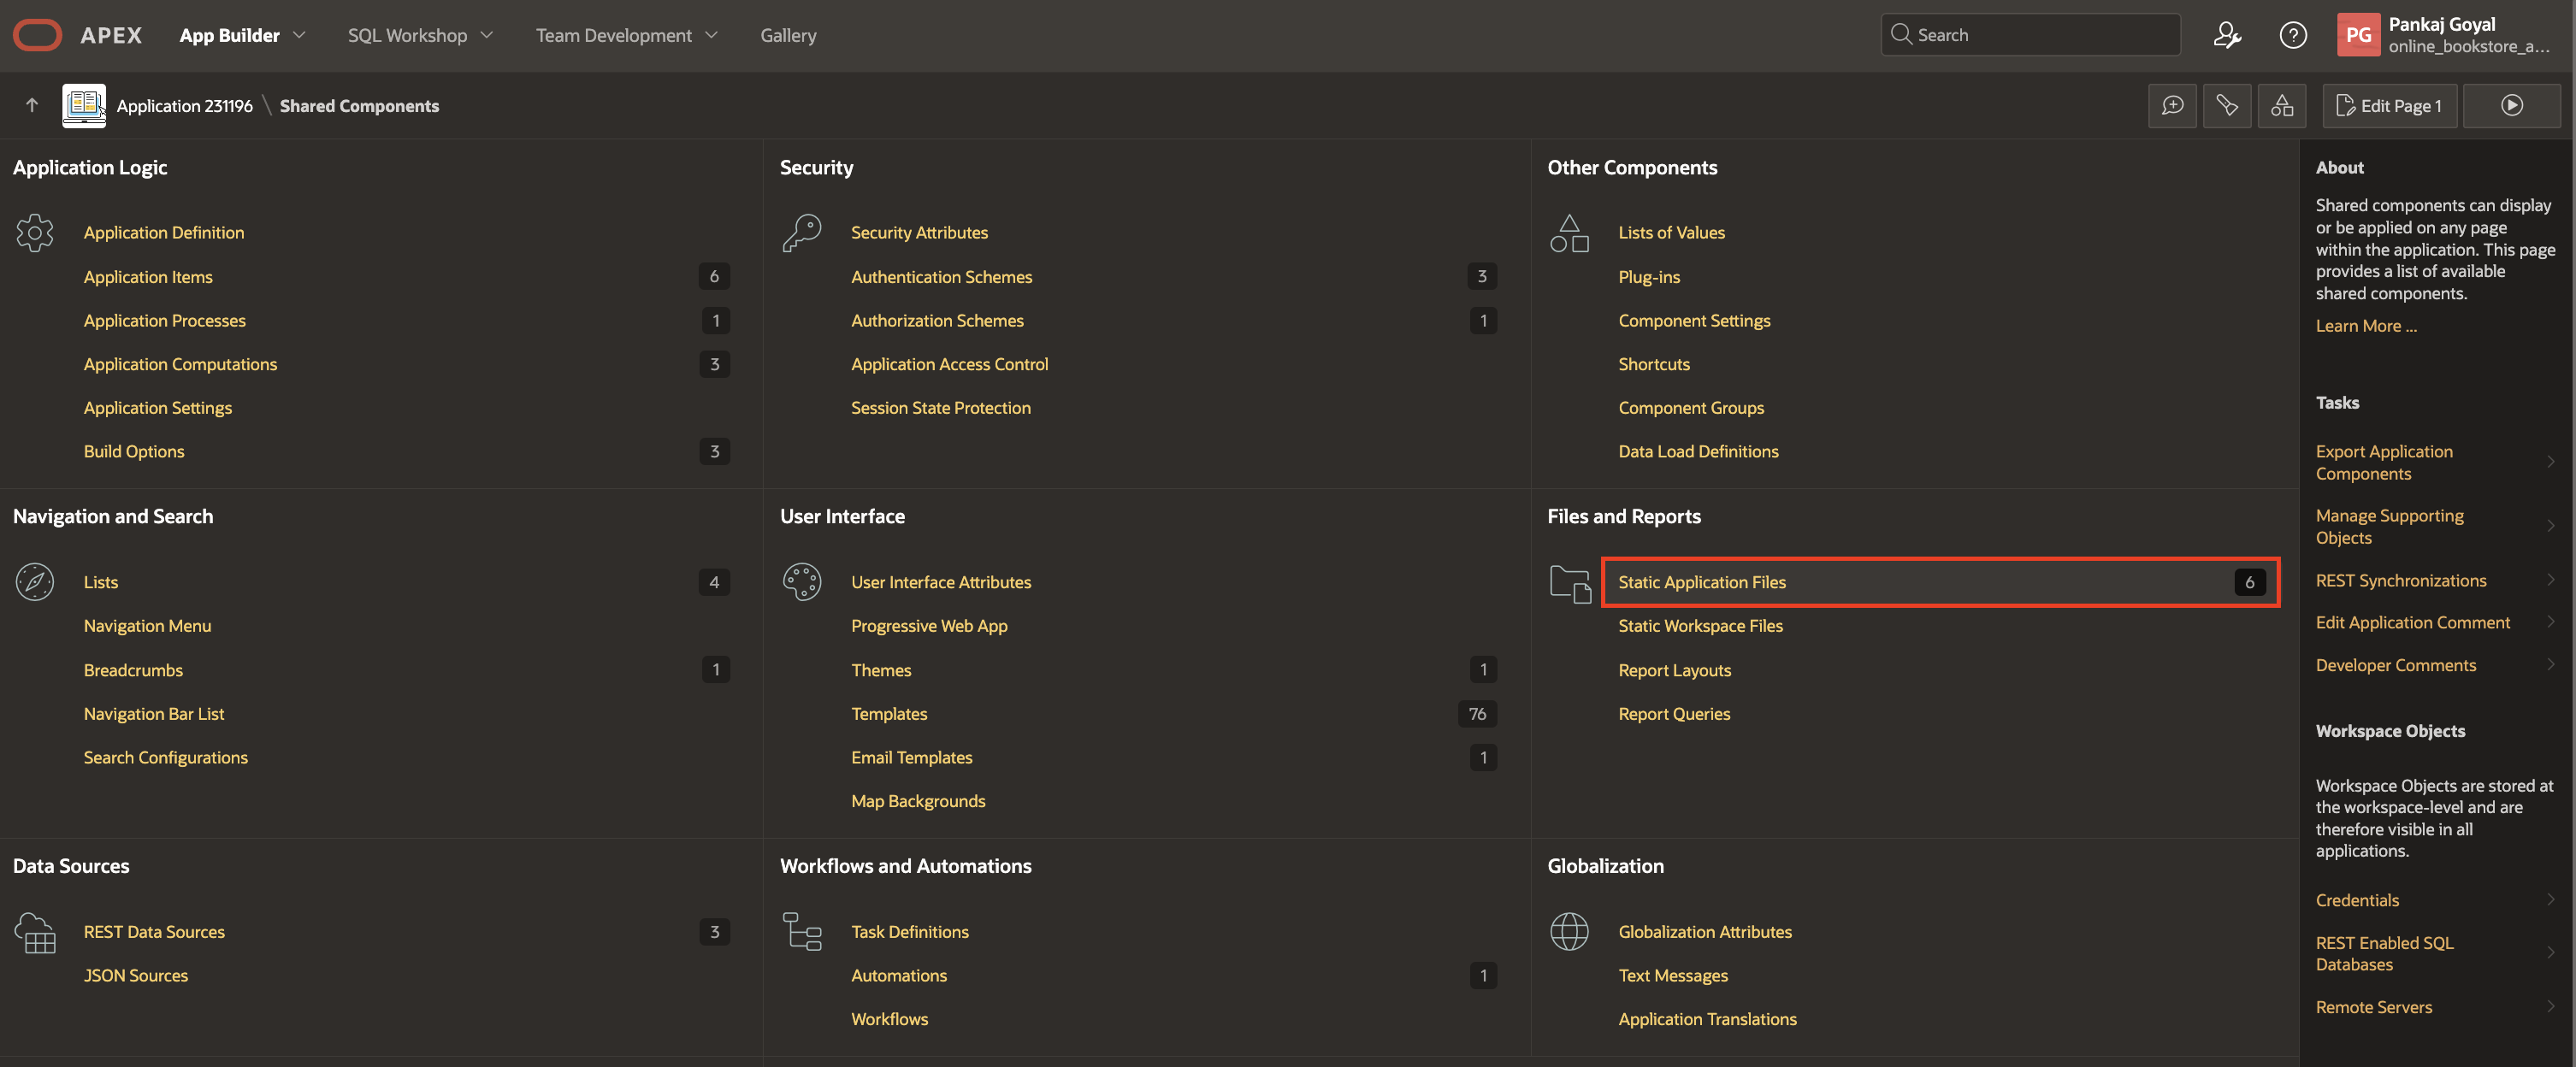 APEX App Builder SQL Workshop Team Development Gallery Search Pankaj Goyal
PG online_bookstore_a...
Application 231196 \ Shared Components Edit Page 1
Application Logic
Application Definition
Application Items 6
Application Processes 1
Application Computations 3
Application Settings
Build Options 3
Security
Security Attributes
Authentication Schemes 3
Authorization Schemes 1
Application Access Control
Session State Protection
Other Components
Lists of Values
Plug-ins
Component Settings
Shortcuts
Component Groups
Data Load Definitions
Navigation and Search
Lists 4
Navigation Menu
Breadcrumbs 1
Navigation Bar List
Search Configurations
User Interface
User Interface Attributes
Progressive Web App
Themes 1
Templates 76
Email Templates 1
Map Backgrounds
Files and Reports
Static Application Files 6
Static Workspace Files
Report Layouts
Report Queries
Data Sources
REST Data Sources 3
JSON Sources
Workflows and Automations
Task Definitions
Automations 1
Workflows
Globalization
Globalization Attributes
Text Messages
Application Translations
About
Shared components can display
or be applied on any page
within the application. This page
provides a list of available
shared components.
Learn More ...
Tasks
Export Application
Components
Manage Supporting
Objects
REST Synchronizations
Edit Application Comment
Developer Comments
Workspace Objects
Workspace Objects are stored at
the workspace-level and are
therefore visible in all
applications.
Credentials
REST Enabled SQL
Databases
Remote Servers